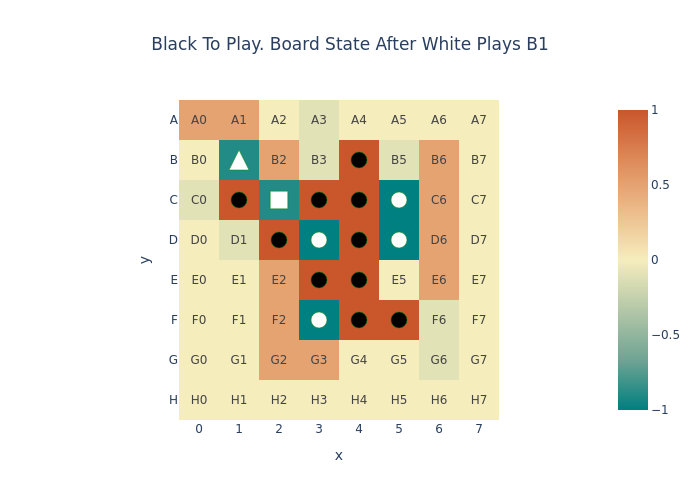 Black To Play. Board State After White Plays B1
A A0 A1 A2 A3 A4 A5 A6 A7
B B0 B2 B3 B5 B6 B7
C C0 C6 C7
D D0 D1 D6 D7
E E0 E1 E2 E5 E6 E7
F F0 F1 F2 F6 F7
G G0 G1 G2 G3 G4 G5 G6 G7
H H0 H1 H2 H3 H4 H5 H6 H7
0 1 2 3 4 5 6 7
x
y
1
0.5
0
−0.5
−1